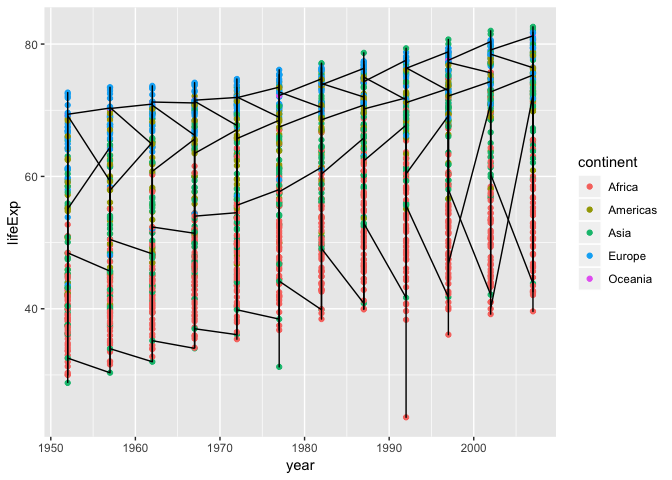 80
60
40
lifeExp
1950
1960
1970
1980
1990
2000
year
continent
Africa
Americas
Asia
Europe
Oceania